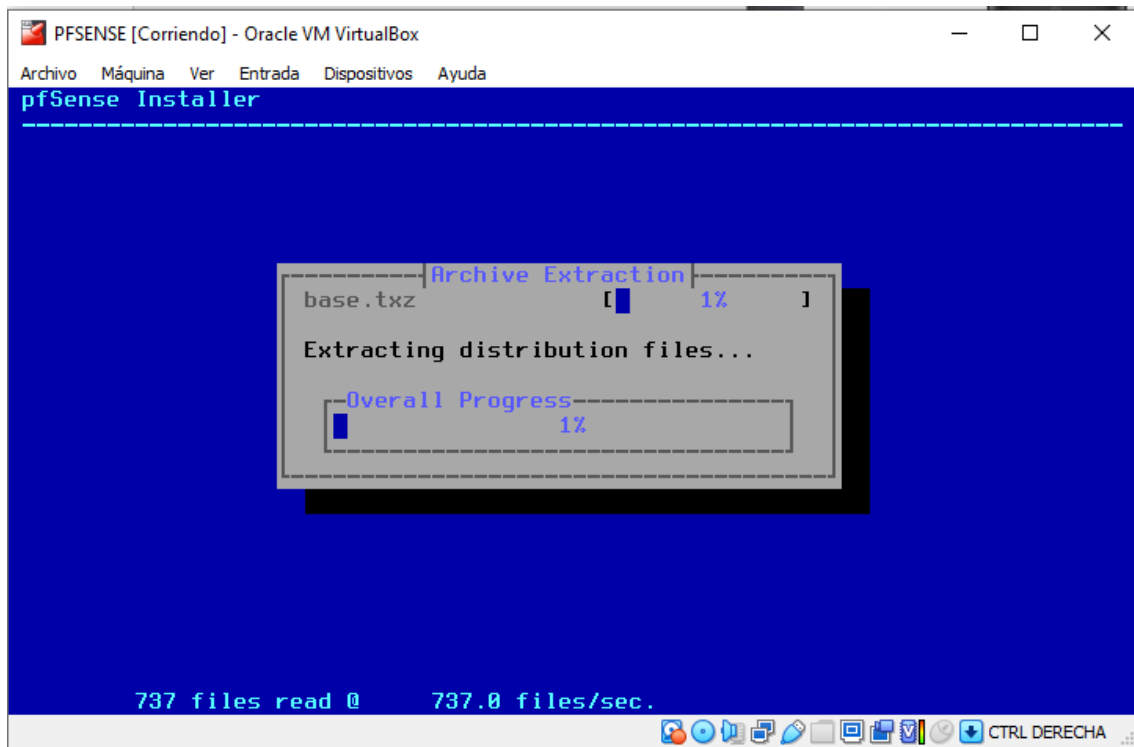 PFSENSE [Corriendo] - Oracle VM VirtualBox
Archivo Máquina Ver Entrada Dispositivos Ayuda
pfSense Installer
Archive Extraction
base.txz [ 1% ]
Extracting distribution files...
Overall Progress
1%
737 files read @ 737.0 files/sec.
CTRL DERECHA